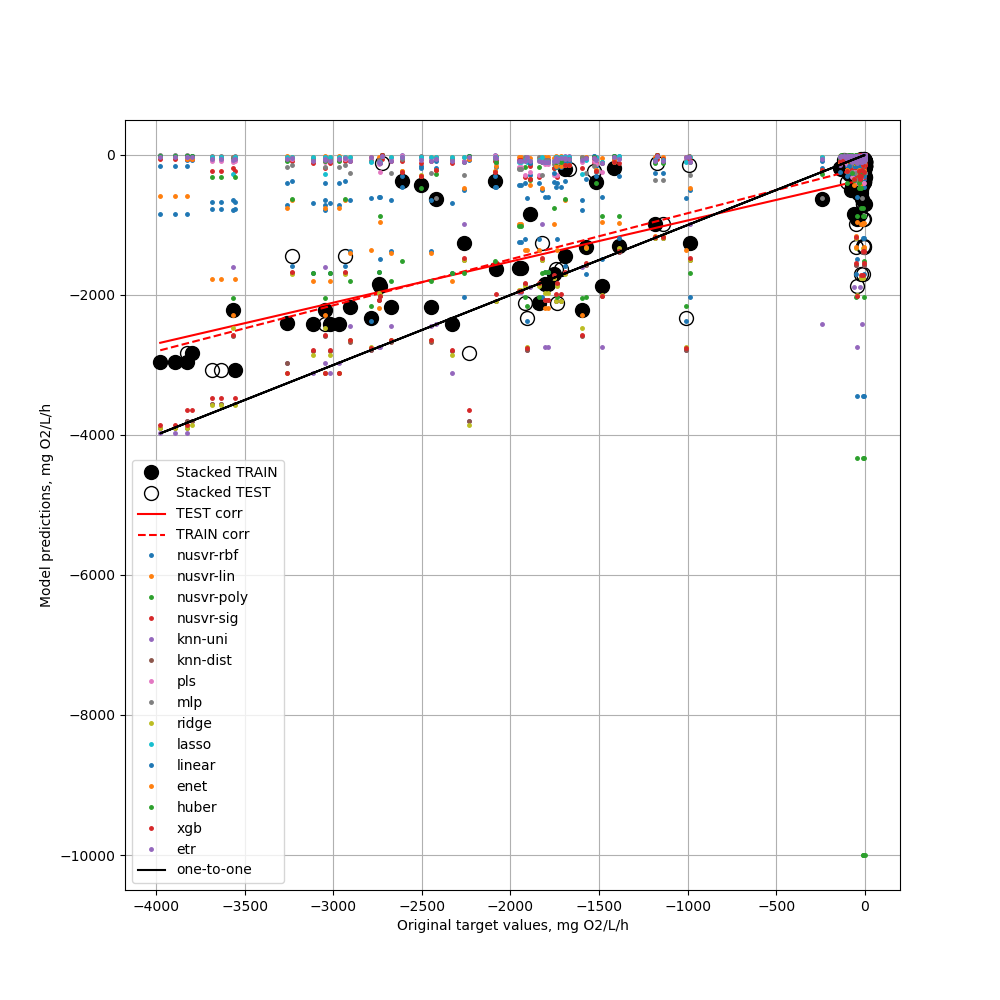 0
−2000
−4000
−6000
−8000
−10000
Model predictions, mg O2/L/h
Stacked TRAIN
Stacked TEST
TEST corr
TRAIN corr
nusvr-rbf
nusvr-lin
nusvr-poly
nusvr-sig
knn-uni
knn-dist
pls
mlp
ridge
lasso
linear
enet
huber
xgb
etr
one-to-one
−4000 −3500 −3000 −2500 −2000 −1500 −1000 −500 0
Original target values, mg O2/L/h